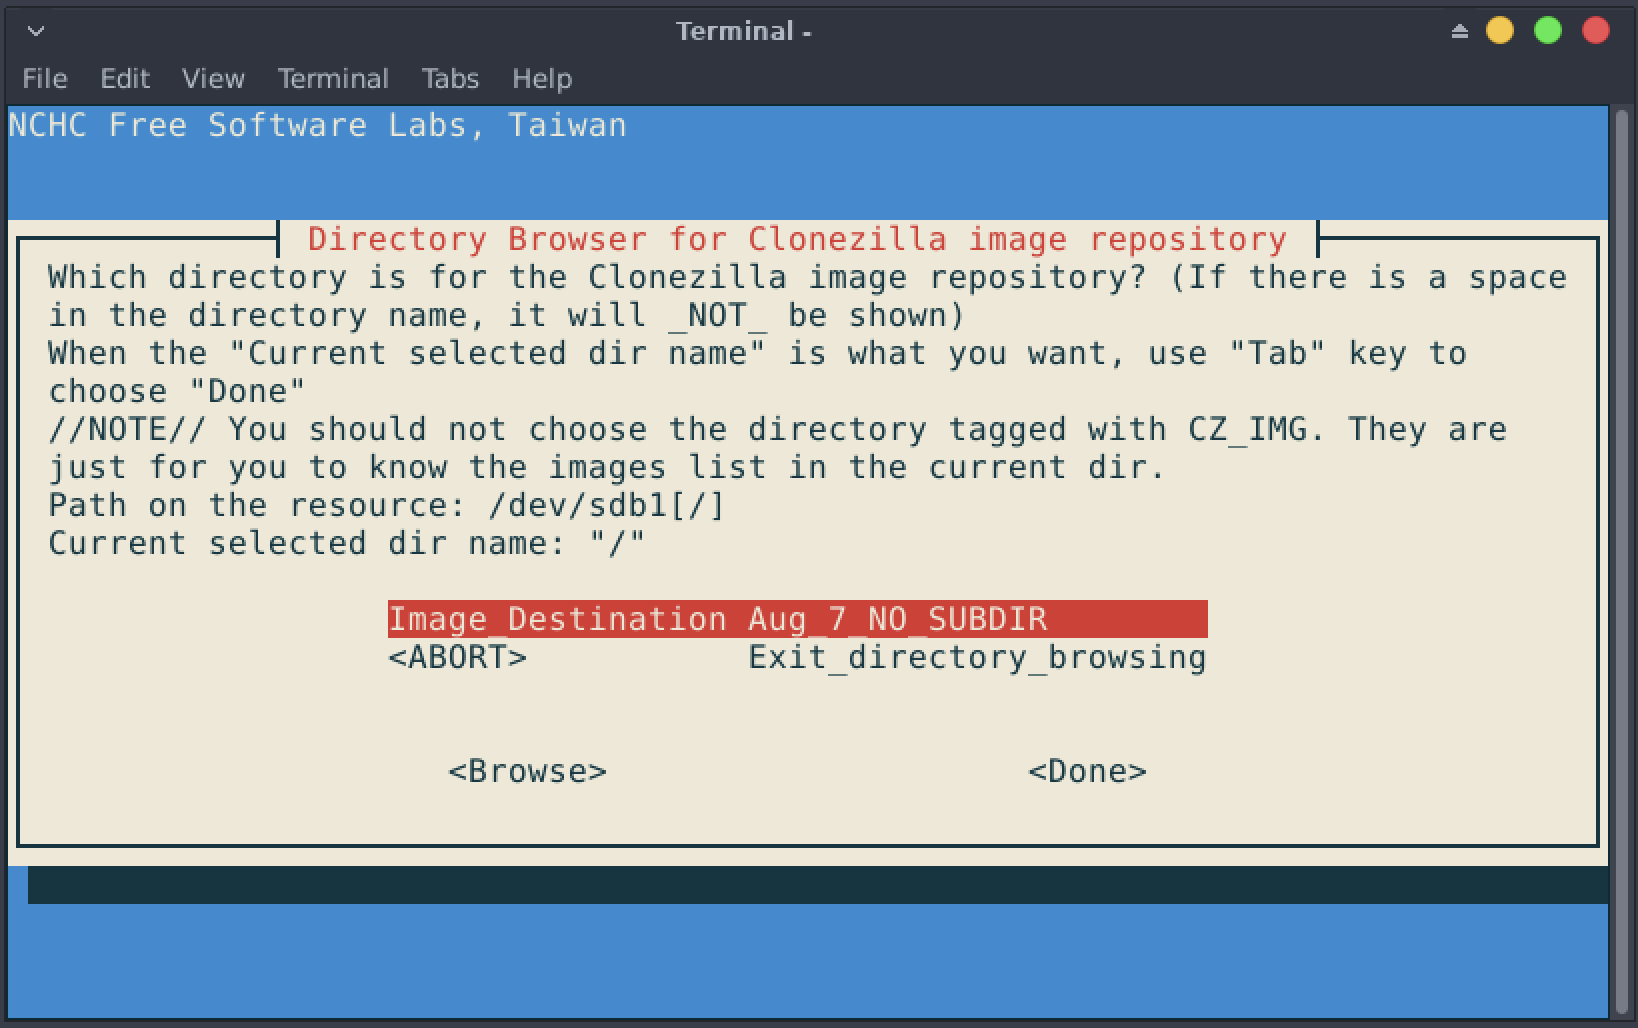 Terminal -
File Edit View Terminal Tabs Help
NCHC Free Software Labs, Taiwan
Directory Browser for Clonezilla image repository
Which directory is for the Clonezilla image repository? (If there is a space
in the directory name, it will _NOT_ be shown)
When the "Current selected dir name" is what you want, use "Tab" key to
choose "Done"
//NOTE// You should not choose the directory tagged with CZ_IMG. They are
just for you to know the images list in the current dir.
Path on the resource: /dev/sdb1[/]
Current selected dir name: "/"
Image_Destination Aug_7_NO_SUBDIR
<ABORT> Exit_directory_browsing
<Browse> <Done>